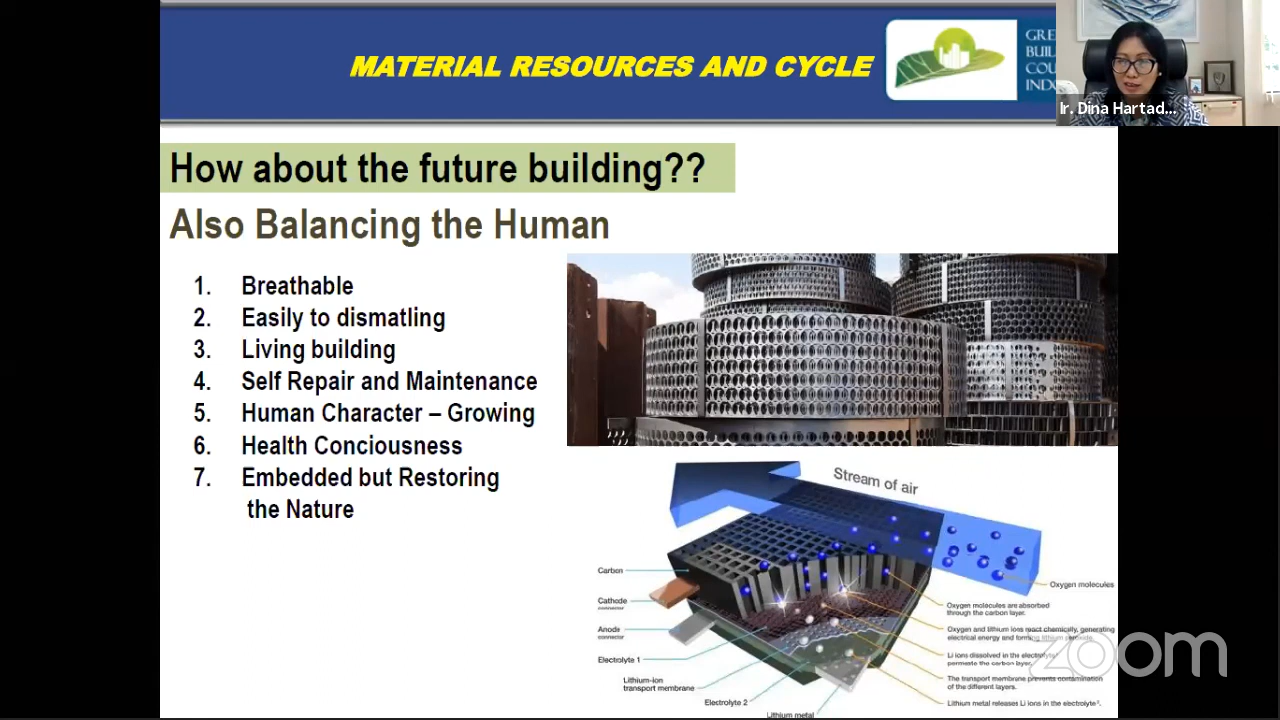 MATERIAL RESOURCES AND CYCLE
GRE
BUIL
COU
INDO
Ir. Dina Hartad...
How about the future building??
Also Balancing the Human
1. Breathable
2. Easily to dismatling
3. Living building
4. Self Repair and Maintenance
5. Human Character – Growing
6. Health Conciousness
7. Embedded but Restoring
the Nature
Stream of air
Carbon
Cathode
connector
Anode
connector
Electrolyte 1
Lithium-ion
transport membrane
Electrolyte 2
Lithium metal
Oxygen molecules
Oxygen molecules are absorbed
through the carbon layer.
Oxygen and lithium ions react chemically, generating
electrical energy and forming lithium peroxide.
Li ions dissolved in the electrolyte
permeate the carbon layer.
The transport membrane prevents contamination
of the different layers.
Lithium metal releases Li ions in the electrolyte².
zoom